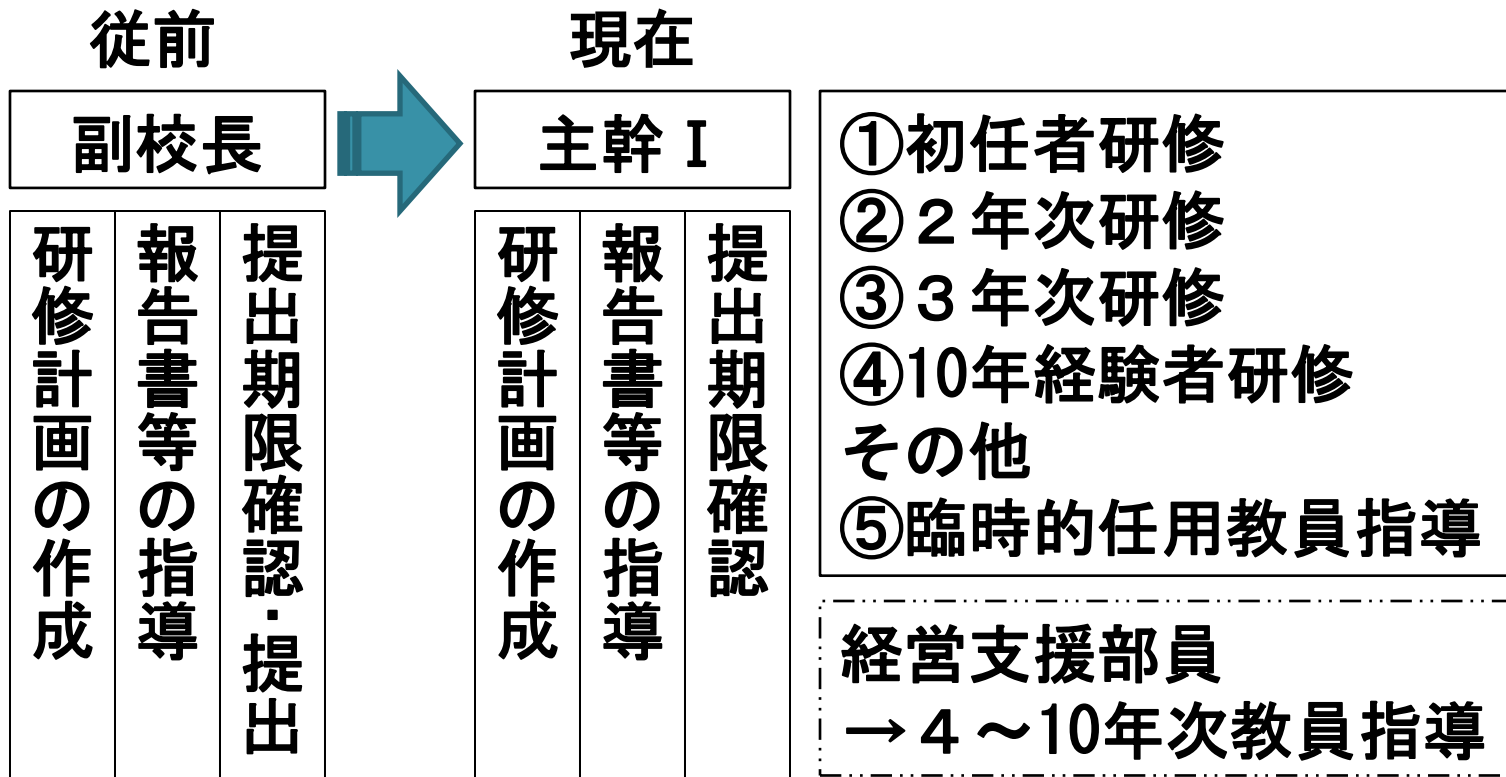 従前
現在
副校長
主幹Ⅰ
研修計画の作成
報告書等の指導
提出期限確認・提出
研修計画の作成
報告書等の指導
提出期限確認
①初任者研修
②２年次研修
③３年次研修
④10年経験者研修
その他
⑤臨時的任用教員指導
経営支援部員
→４～10年次教員指導